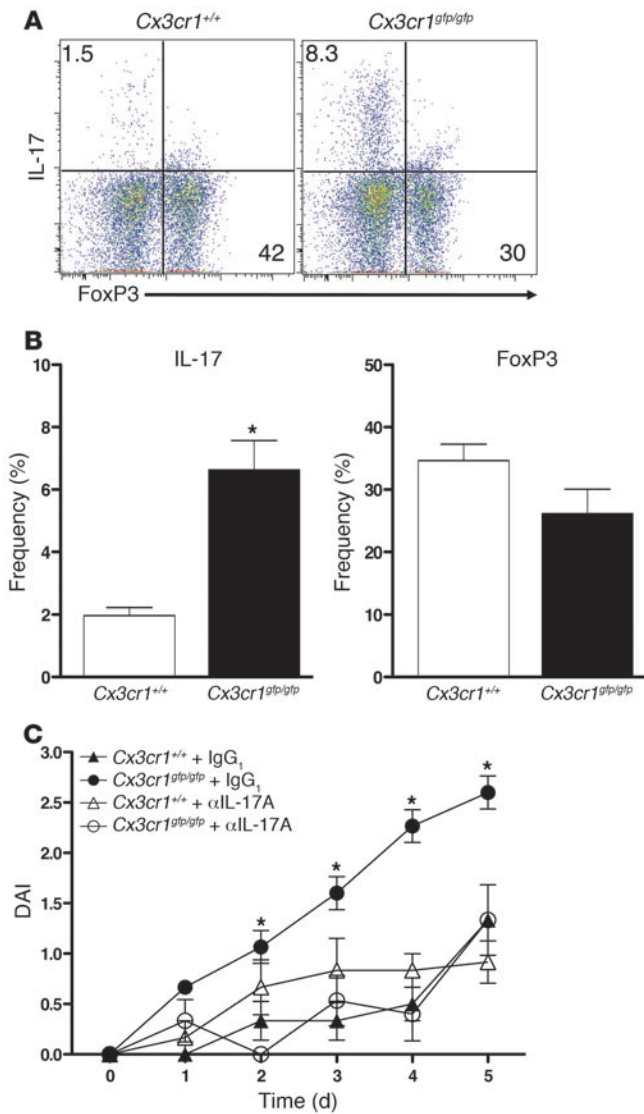 A
Cx3cr1+/+ Cx3cr1gfp/gfp
1.5 8.3
IL-17
42 30
FoxP3
B
IL-17 FoxP3
Frequency (%)
10
8
6
4
2
0
*
Cx3cr1+/+ Cx3cr1gfp/gfp
Frequency (%)
50
40
30
20
10
0
Cx3cr1+/+ Cx3cr1gfp/gfp
C
Cx3cr1+/+ + IgG1
Cx3cr1gfp/gfp + IgG1
Cx3cr1+/+ + αIL-17A
Cx3cr1gfp/gfp + αIL-17A
DAI
3.0
2.5
2.0
1.5
1.0
0.5
0.0
* * * *
0 1 2 3 4 5
Time (d)